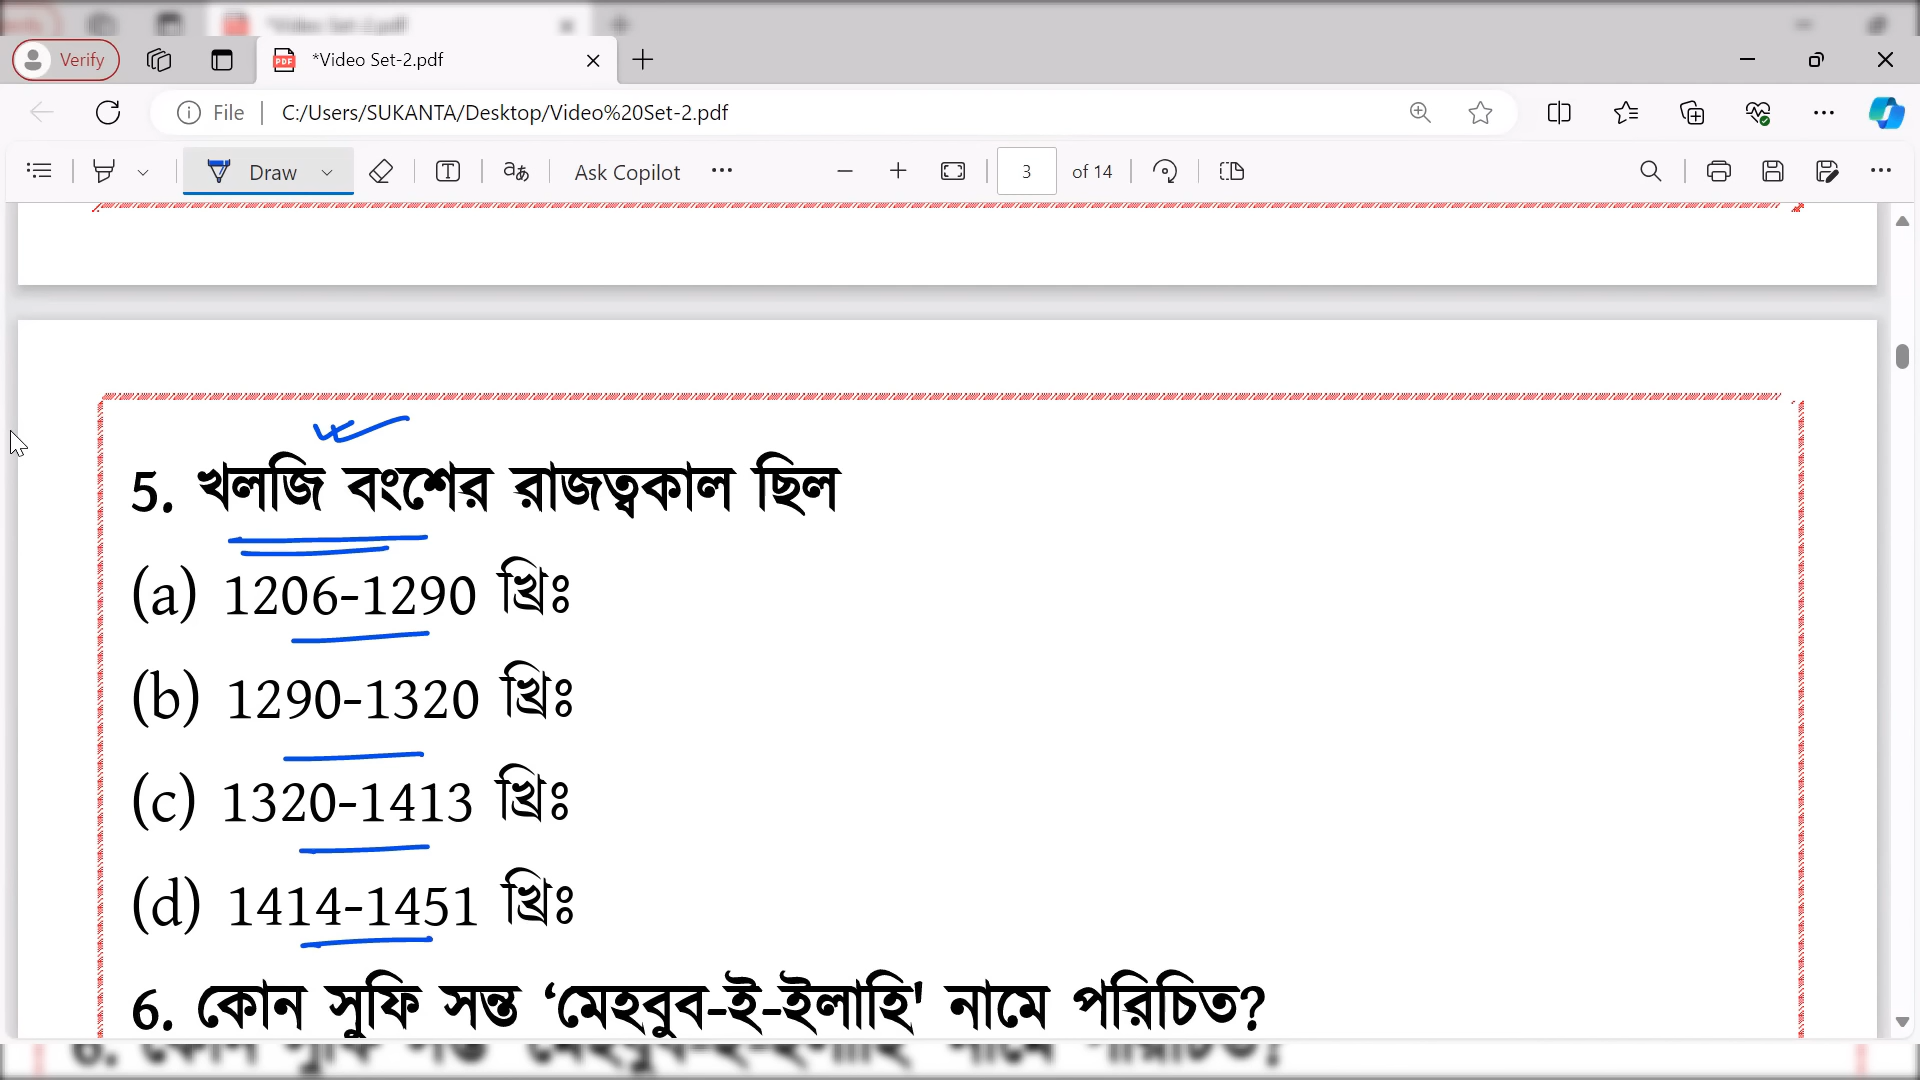 Verify
*Video Set-2.pdf
File
C:/Users/SUKANTA/Desktop/Video%20Set-2.pdf
Draw
Ask Copilot
3 of 14
5. খলজি বংশের রাজত্বকাল ছিল
(a) 1206-1290 খ্রিঃ
(b) 1290-1320 খ্রিঃ
(c) 1320-1413 খ্রিঃ
(d) 1414-1451 খ্রিঃ
6. কোন সুফি সন্ত ‘মেহবুব-ই-ইলাহি' নামে পরিচিত?